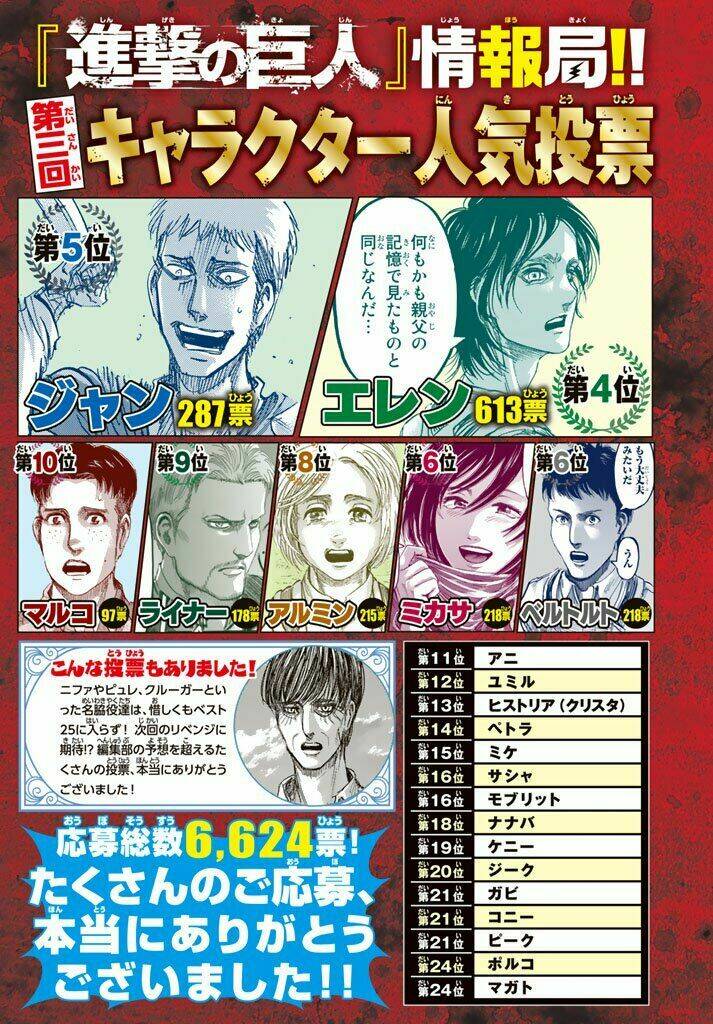 『進撃の巨人』情報局!!
第三回
キャラクター人気投票
第5位
ジャン 287票
何もかも親父の
記憶で見たものと
同じなんだ…
エレン 613票
第4位
第10位
マルコ 97票
第9位
ライナー 178票
第8位
アルミン 215票
第6位
ミカサ 218票
第6位
もう大丈夫
みたいだ
うん
ベルトルト 218票
こんな投票もありました!
ニファやピュレ、クルーガーとい
った名脇役達は、惜しくもベスト
25に入らず! 次回のリベンジに
期待!? 編集部の予想を超えるた
くさんの投票、本当にありがとう
ございました!
応募総数6,624票!
たくさんのご応募、
本当にありがとう
ございました!!
第11位 アニ
第12位 ユミル
第13位 ヒストリア(クリスタ)
第14位 ペトラ
第15位 ミケ
第16位 サシャ
第16位 モブリット
第18位 ナナバ
第19位 ケニー
第20位 ジーク
第21位 ガビ
第21位 コニー
第21位 ピーク
第24位 ポルコ
第24位 マガト